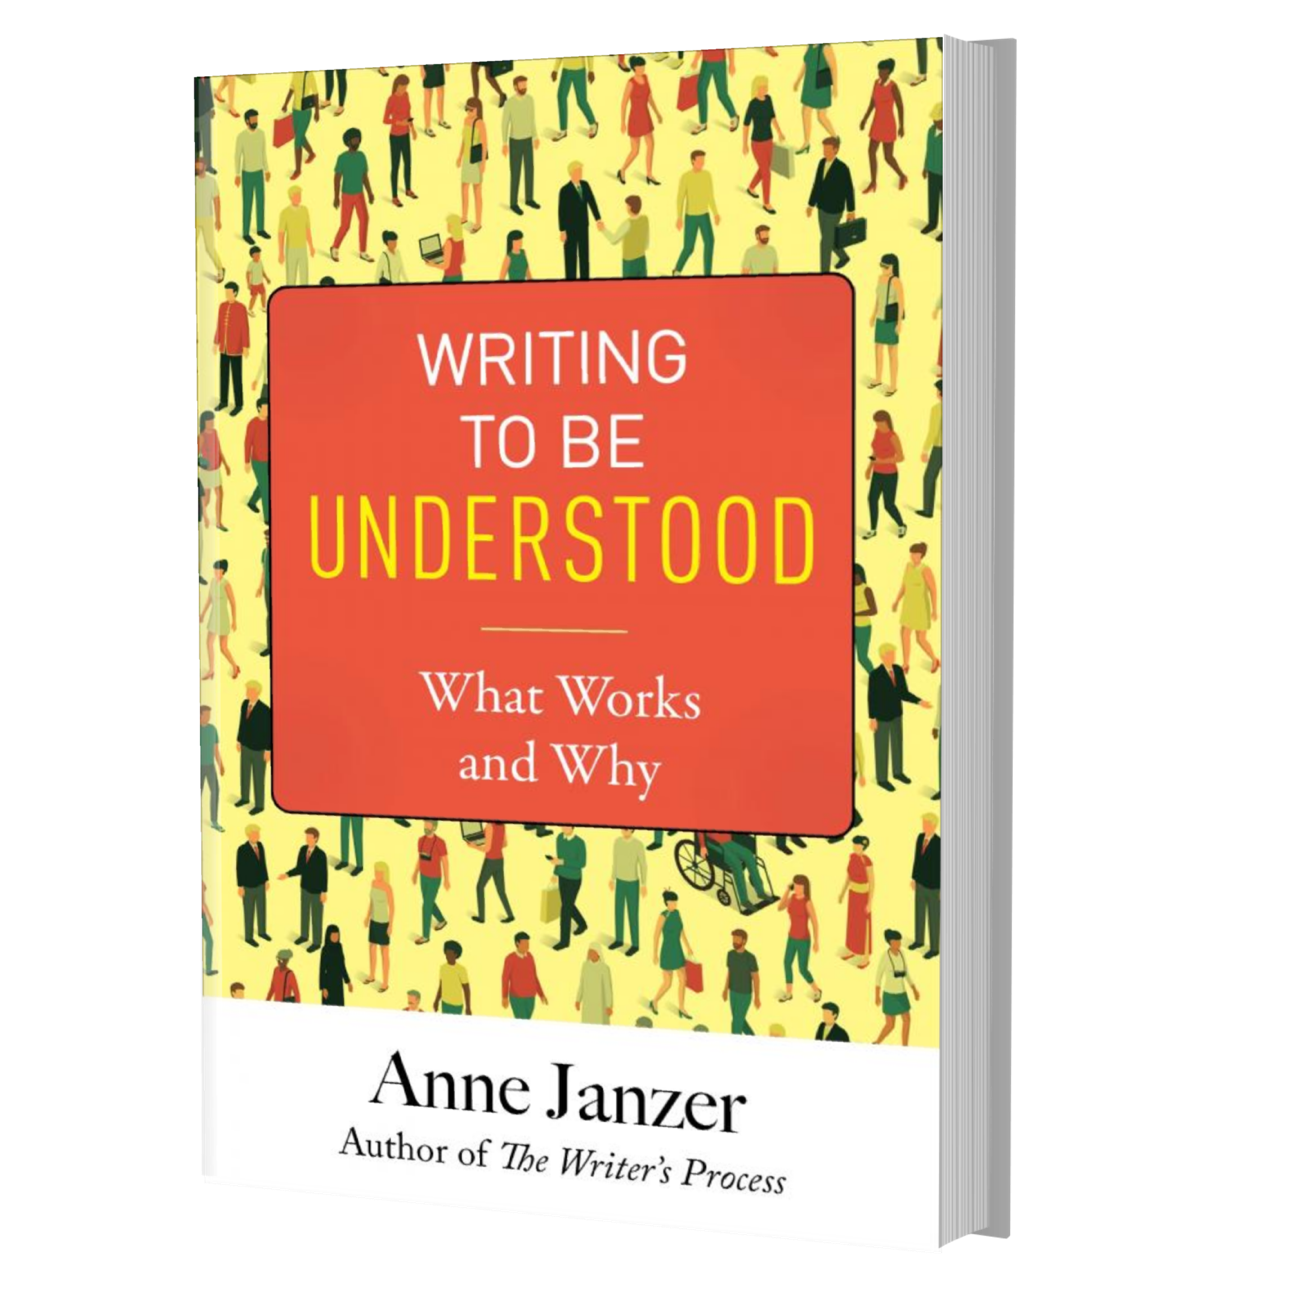 WRITING
TO BE
UNDERSTOOD
What Works
and Why
Anne Janzer
Author of The Writer's Process